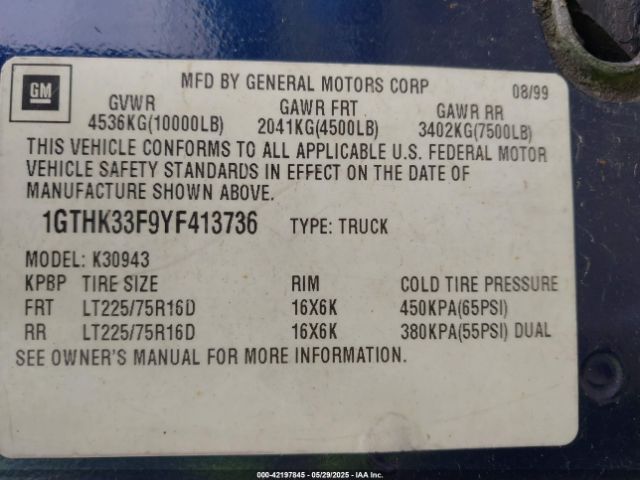 GM
MFD BY GENERAL MOTORS CORP 08/99
GVWR GAWR FRT GAWR RR
4536KG(10000LB) 2041KG(4500LB) 3402KG(7500LB)
THIS VEHICLE CONFORMS TO ALL APPLICABLE U.S. FEDERAL MOTOR
VEHICLE SAFETY STANDARDS IN EFFECT ON THE DATE OF
MANUFACTURE SHOWN ABOVE.
1GTHK33F9YF413736 TYPE: TRUCK
MODEL: K30943
KPBP TIRE SIZE RIM COLD TIRE PRESSURE
FRT LT225/75R16D 16X6K 450KPA(65PSI)
RR LT225/75R16D 16X6K 380KPA(55PSI) DUAL
SEE OWNER'S MANUAL FOR MORE INFORMATION.
000-42197845 - 05/29/2025 - IAA Inc.